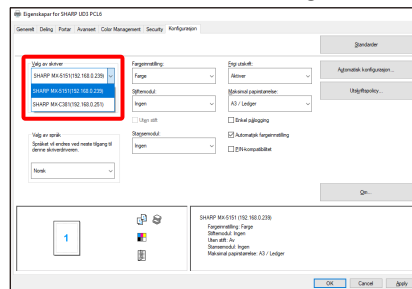 Egenskaper for SHARP UD3 PCL6
Generelt Deling Porter Avansert Color Management Security Konfigurasjon
Standarder
Valg av skriver
SHARP MX-5151(192.168.0.239)
SHARP MX-5151(192.168.0.239)
SHARP MX-C381(192.168.0.251)
Fargeinnstilling:
Farge
Frigi utskrift:
Aktiver
Automatisk konfigurasjon...
Stiftemodul:
Ingen
Maksimal papirstørrelse:
A3 / Ledger
Utskriftspolicy...
Uten stift
Enkel pålogging
Valg av språk
Språket vil endres ved neste tilgang til
denne skriverdriveren.
Norsk
Stansemodul:
Ingen
Automatisk fargeinnstilling
PIN-kompatibilitet
Om...
1
SHARP MX-5151 (192.168.0.239)
Fargeinnstilling: Farge
Stiftemodul: Ingen
Uten stift: Av
Stansemodul: Ingen
Maksimal papirstørrelse: A3 / Ledger
OK Cancel Apply